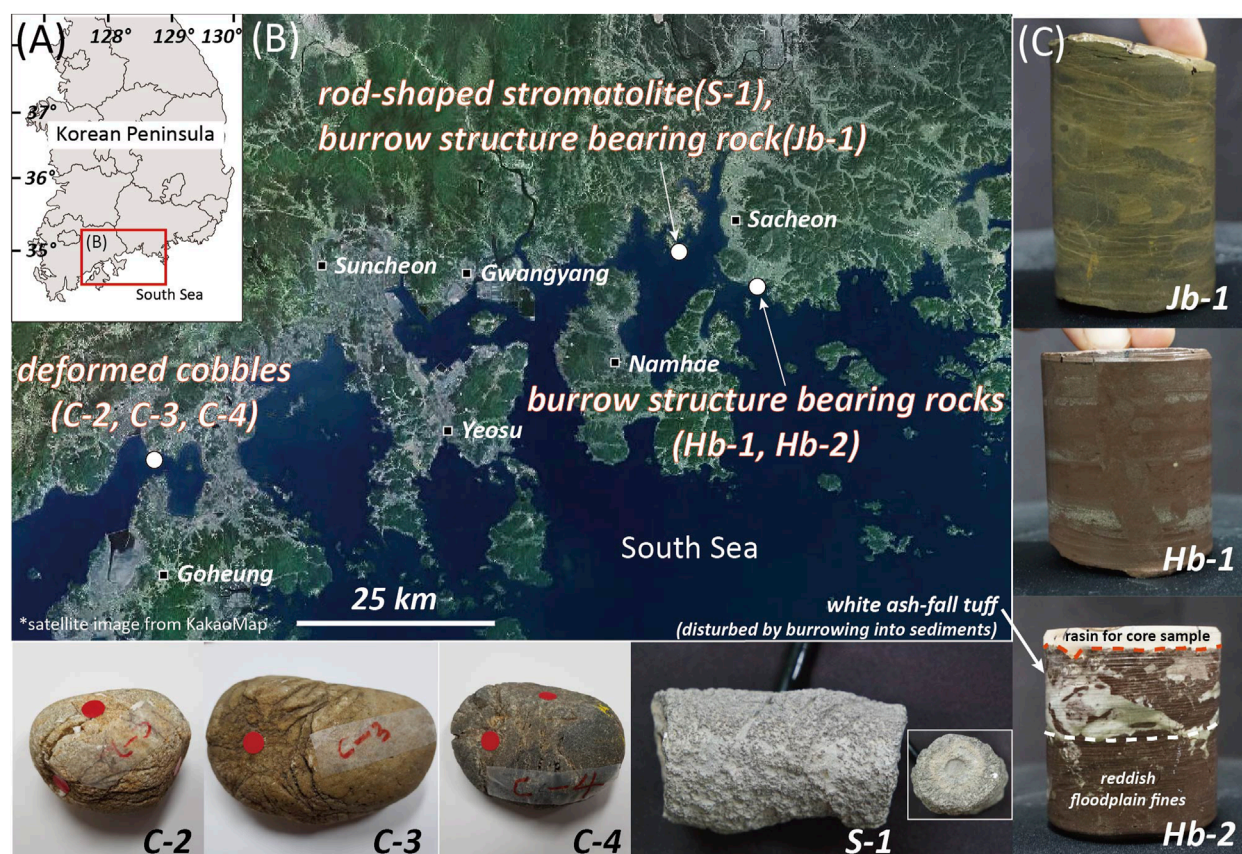 (A)
128°
129°
130°
37°
36°
35°
Korean Peninsula
(B)
South Sea
(B)
rod-shaped stromatolite(S-1),
burrow structure bearing rock(Jb-1)
Sacheon
Suncheon
Gwangyang
Namhae
deformed cobbles
(C-2, C-3, C-4)
burrow structure bearing rocks
(Hb-1, Hb-2)
Yeosu
Goheung
South Sea
25 km
*satellite image from KakaoMap
white ash-fall tuff
(disturbed by burrowing into sediments)
(C)
Jb-1
Hb-1
rasin for core sample
reddish
floodplain fines
Hb-2
C-2
C-3
C-3
C-4
C-4
S-1